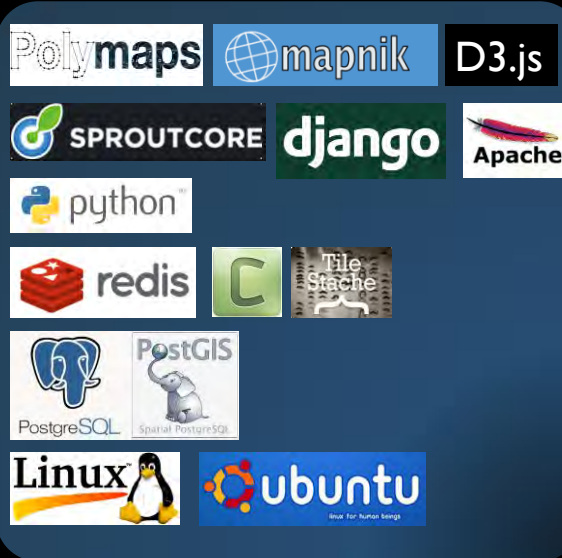 Polymaps
mapnik
D3.js
SPROUTCORE
django
Apache
python™
redis
C
Tile
Stache
PostgreSQL
PostGIS
Spatial PostgreSQL
Linux
ubuntu
linux for human beings